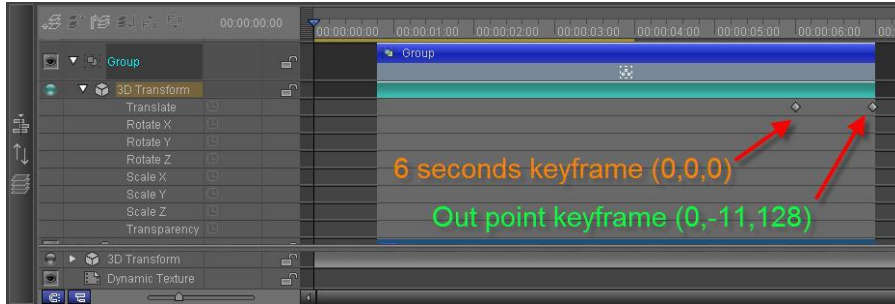 00:00:00:00
00:00:00:00 00:00:01:00 00:00:02:00 00:00:03:00 00:00:04:00 00:00:05:00 00:00:06:00 00:
Group Group
3D Transform
Translate
Rotate X
Rotate Y
Rotate Z
Scale X
Scale Y
Scale Z
Transparency
6 seconds keyframe (0,0,0)
Out point keyframe (0,-11,128)
3D Transform
Dynamic Texture